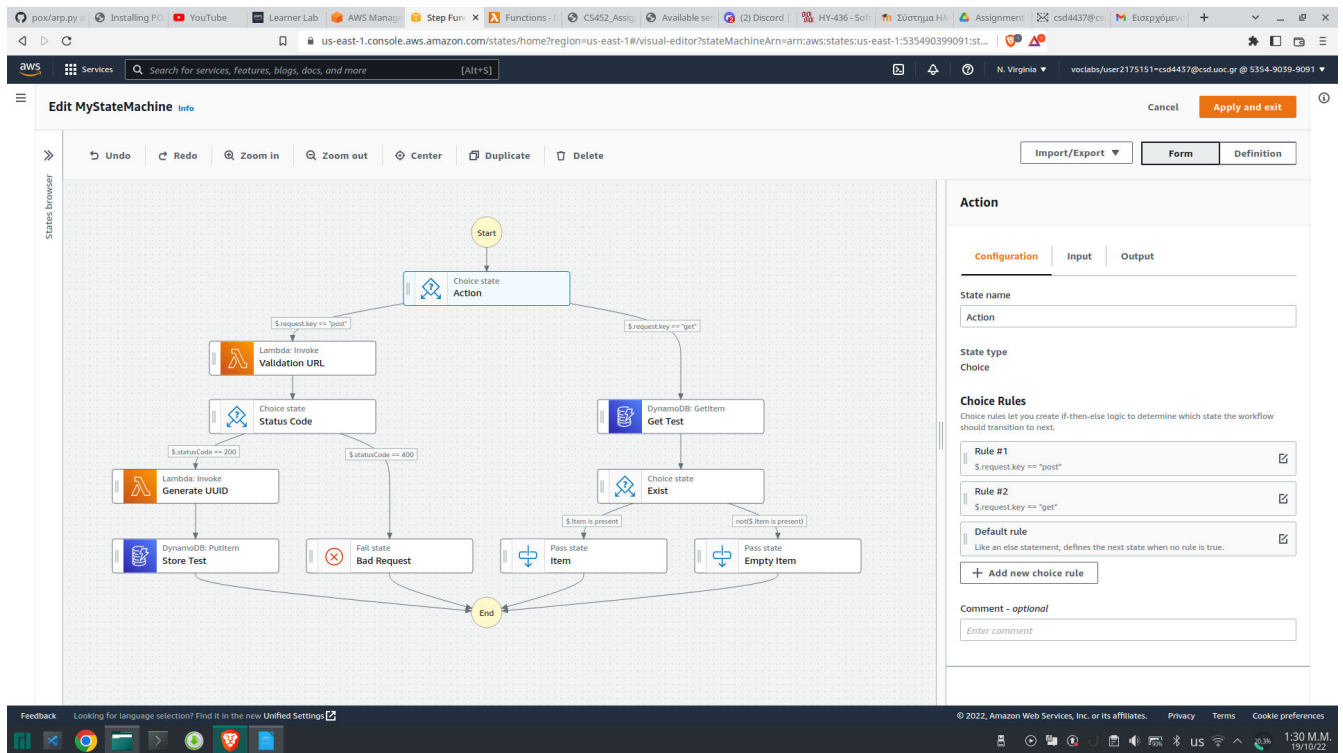 pox/arp.py a
Installing PO
YouTube
Learner Lab
AWS Manag
Step Fun
Functions - L
CS452_Assig
Available se
(2) Discord |
HY-436 - Sof
Σύστημα Ηλ
Assignment
csd4437@cs
Εισερχόμενα
us-east-1.console.aws.amazon.com/states/home?region=us-east-1#/visual-editor?stateMachineArn=arn:aws:states:us-east-1:535490399091:st...
aws
Services
Search for services, features, blogs, docs, and more
[Alt+S]
N. Virginia ▼
voclabs/user2175151=csd4437@csd.uoc.gr @ 5354-9039-9091 ▼
Edit MyStateMachine Info
Cancel
Apply and exit
Undo
Redo
Zoom in
Zoom out
Center
Duplicate
Delete
Import/Export ▼
Form
Definition
States browser
Start
Choice state
Action
$.request.key == "post"
$.request.key == "get"
Lambda: Invoke
Validation URL
Choice state
Status Code
DynamoDB: GetItem
Get Test
$.statusCode == 200
$.statusCode == 400
Lambda: Invoke
Generate UUID
Choice state
Exist
$.Item is present
not($.Item is present)
DynamoDB: PutItem
Store Test
Fail state
Bad Request
Pass state
Item
Pass state
Empty Item
End
Action
Configuration
Input
Output
State name
Action
State type
Choice
Choice Rules
Choice rules let you create if-then-else logic to determine which state the workflow
should transition to next.
Rule #1
$.request.key == "post"
Rule #2
$.request.key == "get"
Default rule
Like an else statement, defines the next state when no rule is true.
+ Add new choice rule
Comment - optional
Enter comment
Feedback
Looking for language selection? Find it in the new Unified Settings
© 2022, Amazon Web Services, Inc. or its affiliates.
Privacy
Terms
Cookie preferences
US
20,3%
1:30 M.M.
19/10/22